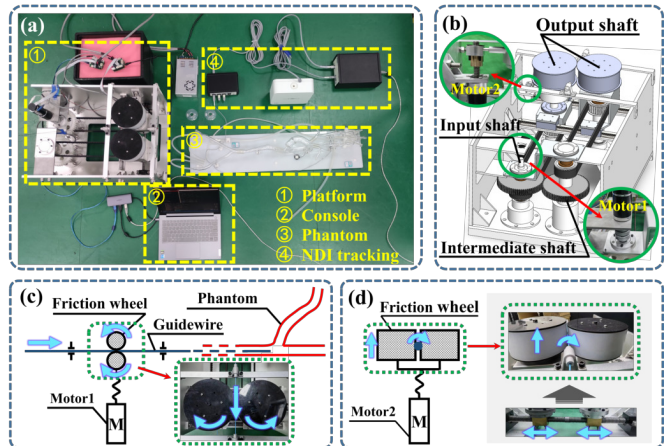 (a)
①
④
③
②
① Platform
② Console
③ Phantom
④ NDI tracking
(b)
Output shaft
Motor2
Input shaft
Motor1
Intermediate shaft
(c)
Friction wheel
Phantom
Guidewire
Motor1
M
(d)
Friction wheel
Motor2
M